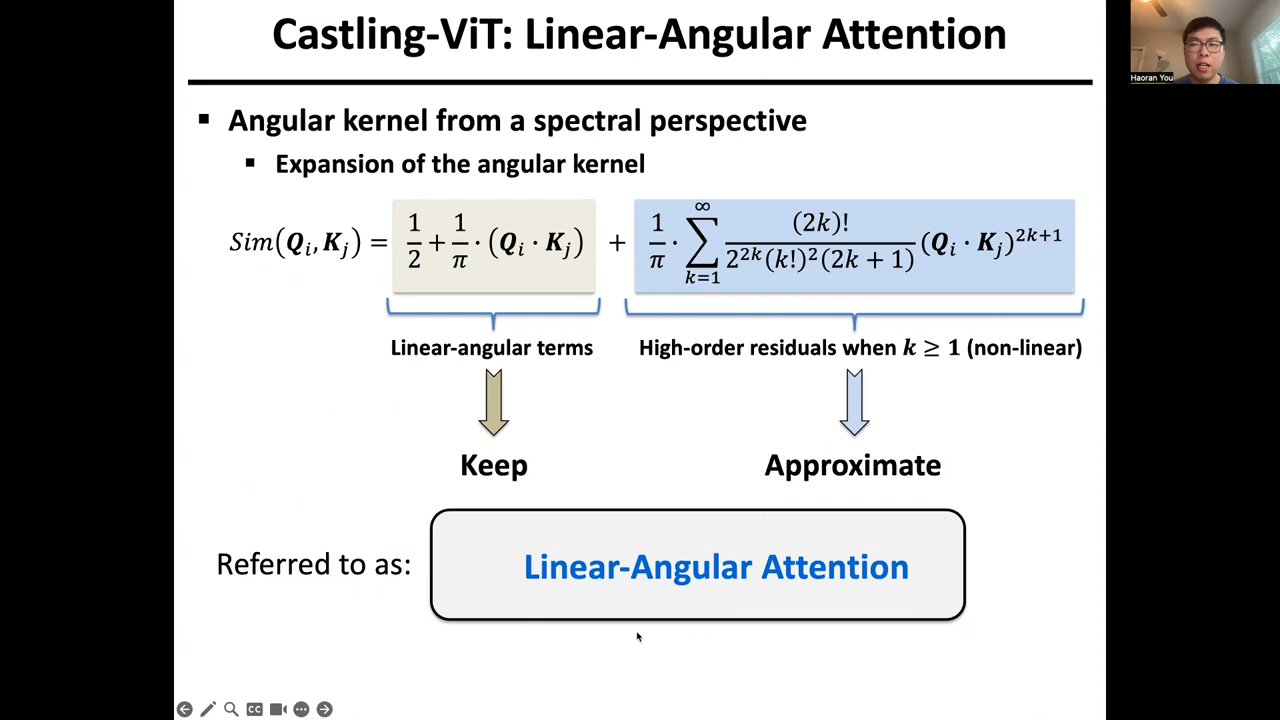 Castling-ViT: Linear-Angular Attention
Haoran You
▪ Angular kernel from a spectral perspective
▪ Expansion of the angular kernel
Sim(Q_i, K_j) = 1/2 + 1/π · (Q_i · K_j) + 1/π · ∑_{k=1}^{∞} (2k)! / (2^{2k}(k!)^2(2k + 1)) (Q_i · K_j)^{2k+1}
Linear-angular terms
High-order residuals when k ≥ 1 (non-linear)
Keep
Approximate
Referred to as:
Linear-Angular Attention
CC